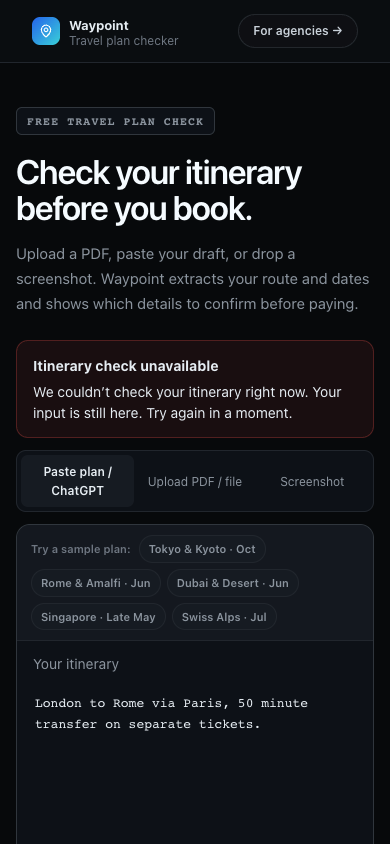 Waypoint
Travel plan checker
For agencies →
FREE TRAVEL PLAN CHECK
Check your itinerary
before you book.
Upload a PDF, paste your draft, or drop a
screenshot. Waypoint extracts your route and dates
and shows which details to confirm before paying.
Itinerary check unavailable
We couldn’t check your itinerary right now. Your
input is still here. Try again in a moment.
Paste plan /
ChatGPT
Upload PDF / file
Screenshot
Try a sample plan:
Tokyo & Kyoto · Oct
Rome & Amalfi · Jun
Dubai & Desert · Jun
Singapore · Late May
Swiss Alps · Jul
Your itinerary
London to Rome via Paris, 50 minute
transfer on separate tickets.